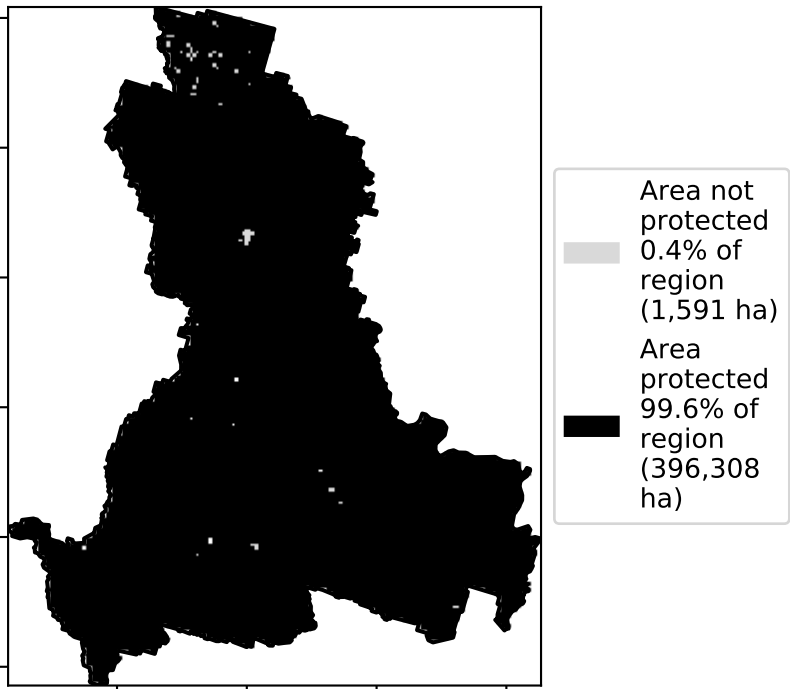 Area not
protected
0.4% of
region
(1,591 ha)
Area
protected
99.6% of
region
(396,308
ha)